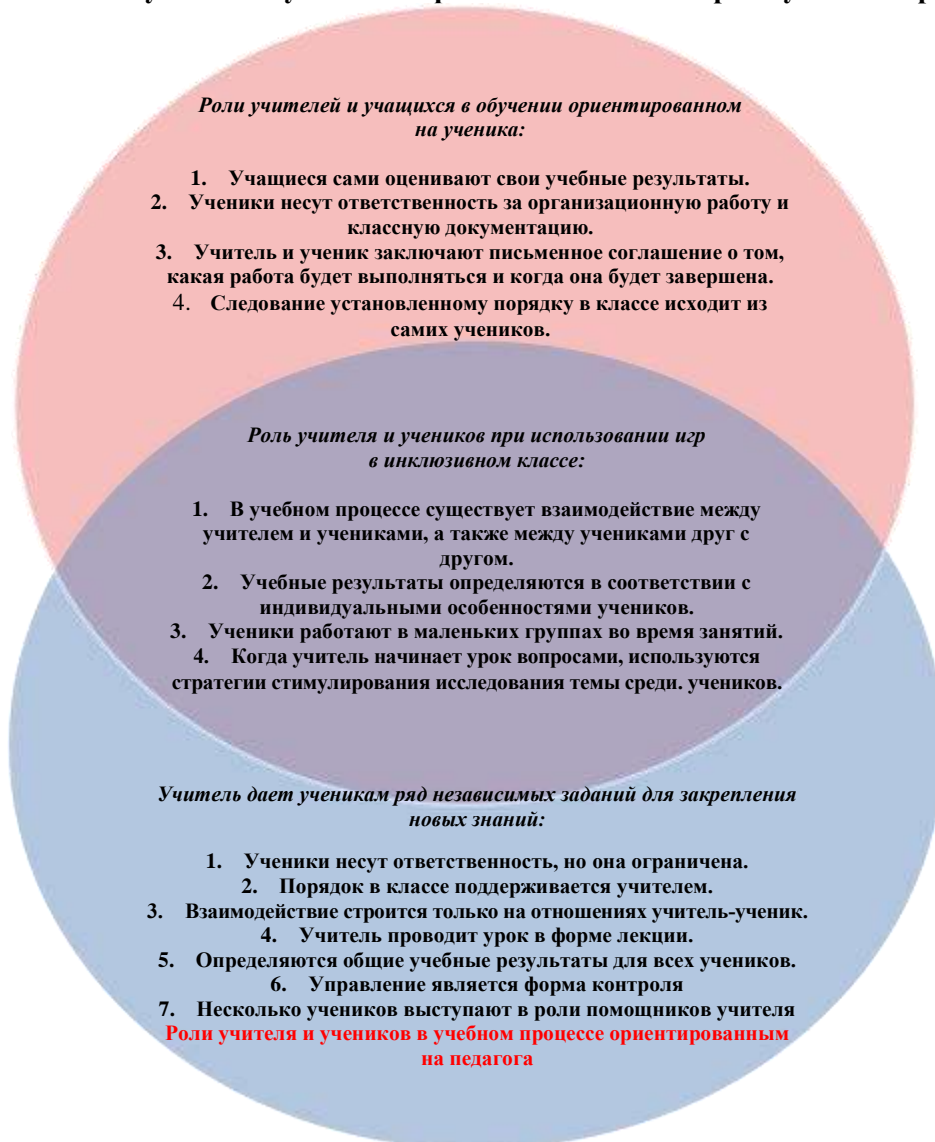 Роли учителей и учащихся в обучении ориентированном
на ученика:
1. Учащиеся сами оценивают свои учебные результаты.
2. Ученики несут ответственность за организационную работу и
классную документацию.
3. Учитель и ученик заключают письменное соглашение о том,
какая работа будет выполняться и когда она будет завершена.
4. Следование установленному порядку в классе исходит из
самих учеников.
Роль учителя и учеников при использовании игр
в инклюзивном классе:
1. В учебном процессе существует взаимодействие между
учителем и учениками, а также между учениками друг с
другом.
2. Учебные результаты определяются в соответствии с
индивидуальными особенностями учеников.
3. Ученики работают в маленьких группах во время занятий.
4. Когда учитель начинает урок вопросами, используются
стратегии стимулирования исследования темы среди. учеников.
Учитель дает ученикам ряд независимых заданий для закрепления
новых знаний:
1. Ученики несут ответственность, но она ограничена.
2. Порядок в классе поддерживается учителем.
3. Взаимодействие строится только на отношениях учитель-ученик.
4. Учитель проводит урок в форме лекции.
5. Определяются общие учебные результаты для всех учеников.
6. Управление является форма контроля
7. Несколько учеников выступают в роли помощников учителя
Роли учителя и учеников в учебном процессе ориентированным
на педагога